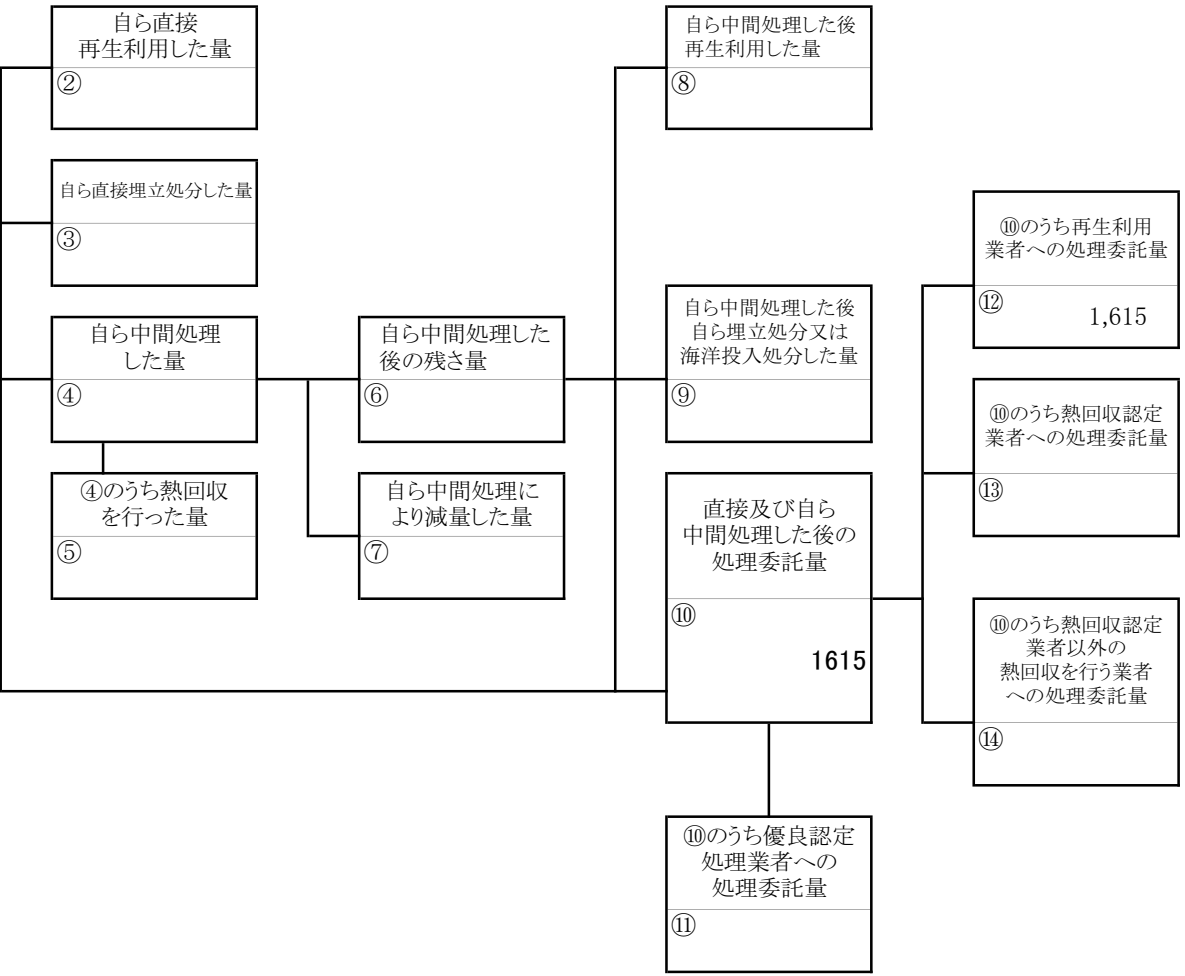 自ら直接
再生利用した量
②
自ら中間処理した後
再生利用した量
⑧
自ら直接埋立処分した量
③
⑩のうち再生利用
業者への処理委託量
⑫
1,615
自ら中間処理
した量
④
自ら中間処理した
後の残さ量
⑥
自ら中間処理した後
自ら埋立処分又は
海洋投入処分した量
⑨
⑩のうち熱回収認定
業者への処理委託量
⑬
④のうち熱回収
を行った量
⑤
自ら中間処理に
より減量した量
⑦
直接及び自ら
中間処理した後の
処理委託量
⑩
1615
⑩のうち熱回収認定
業者以外の
熱回収を行う業者
への処理委託量
⑭
⑩のうち優良認定
処理業者への
処理委託量
⑪